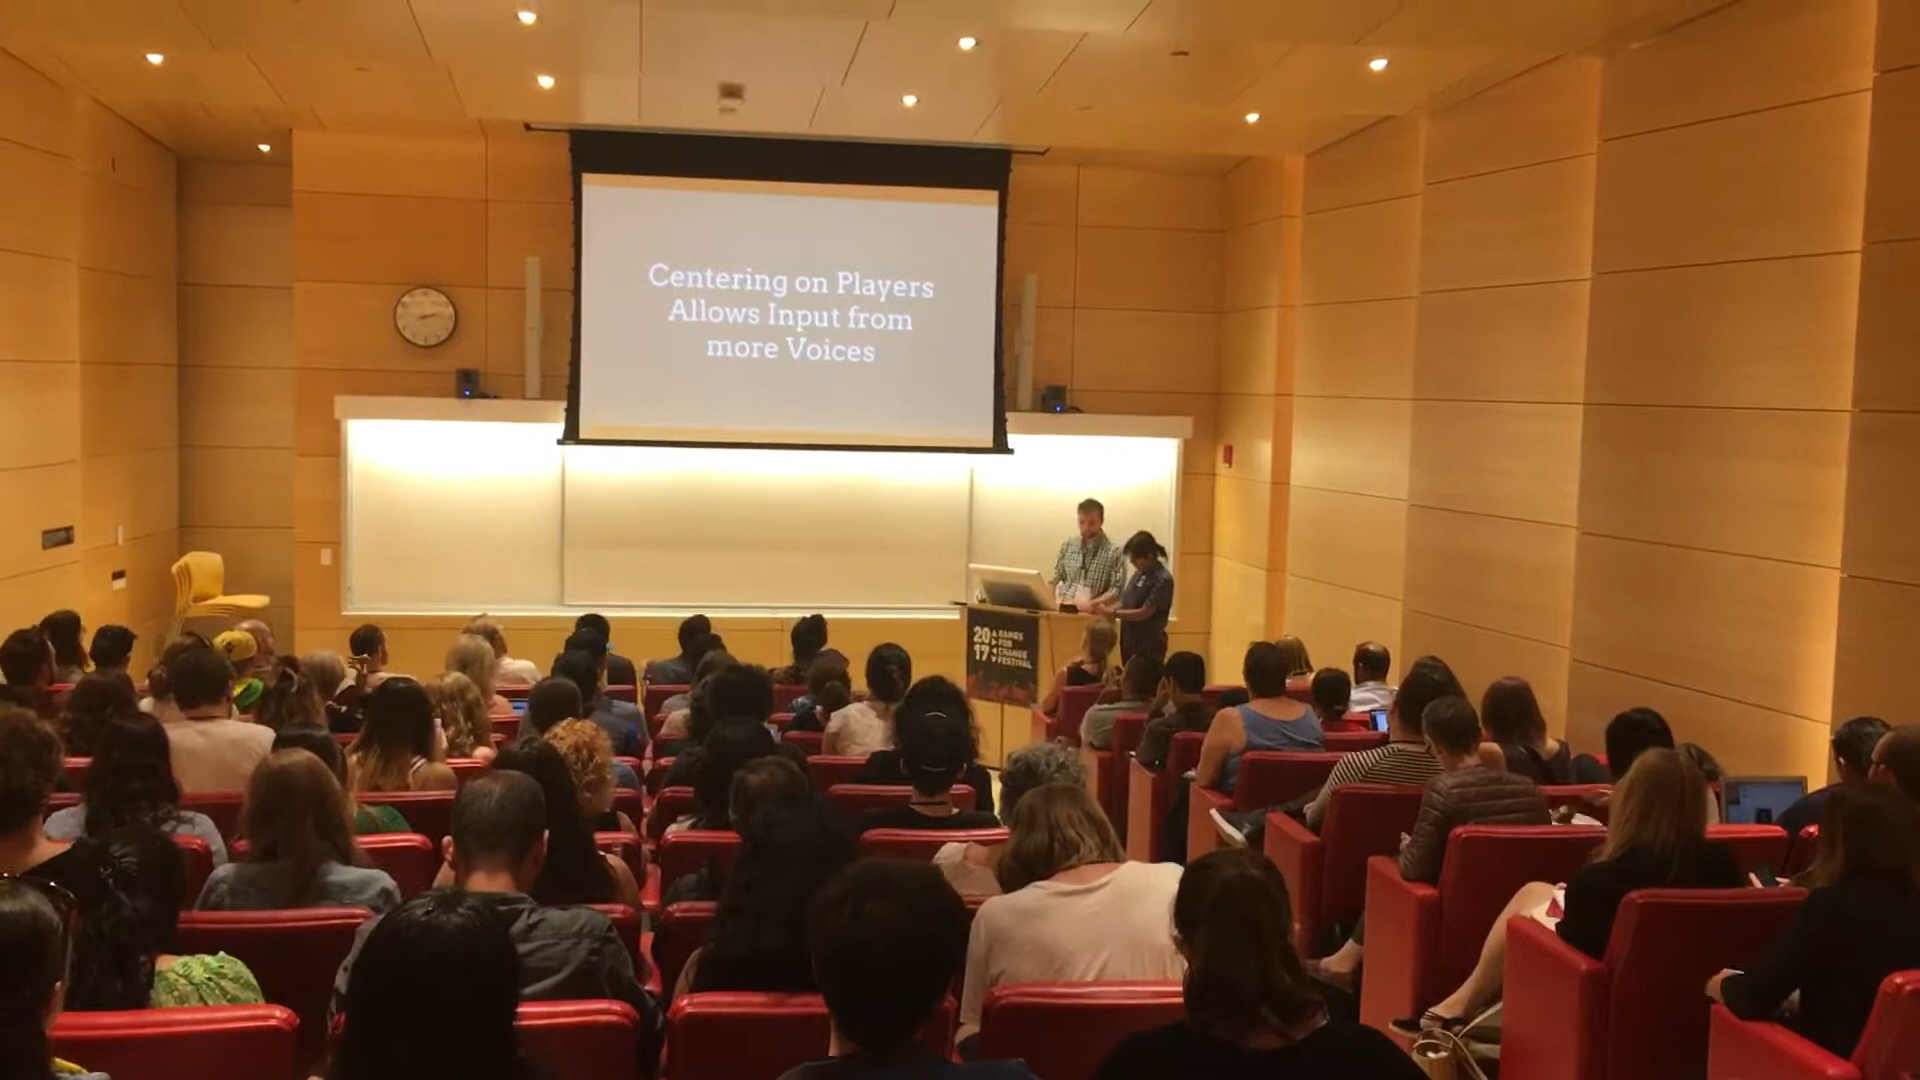 Centering on Players
Allows Input from
more Voices
20 GAMES
FOR
17 CHANGE
FESTIVAL